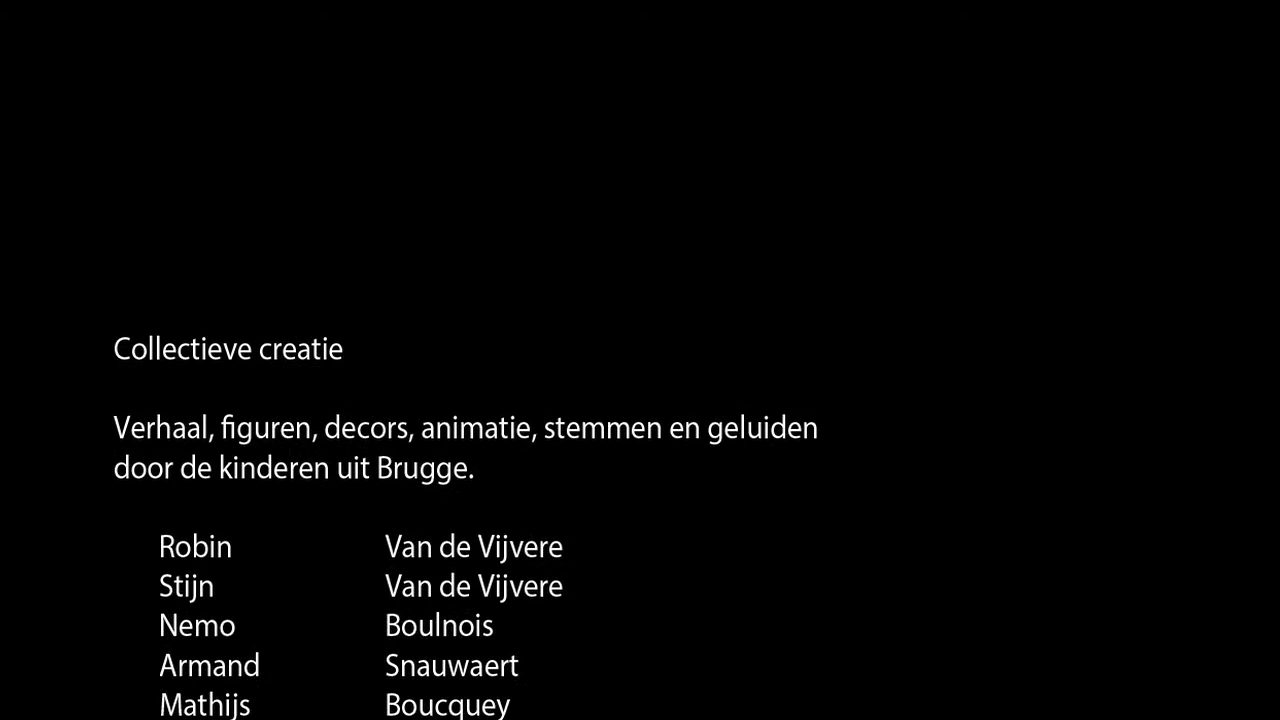 Collectieve creatie
Verhaal, figuren, decors, animatie, stemmen en geluiden
door de kinderen uit Brugge.
Robin Van de Vijvere
Stijn Van de Vijvere
Nemo Boulnois
Armand Snauwaert
Mathijs Boucquey